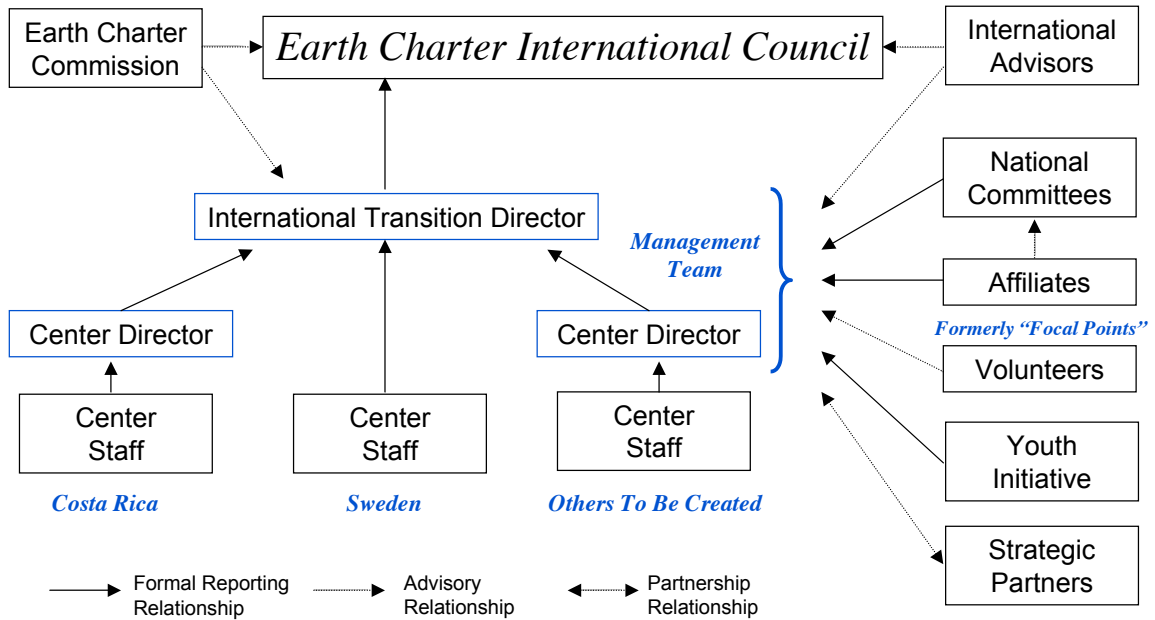 Earth Charter
Commission
Earth Charter International Council
International
Advisors
National
Committees
International Transition Director
Management
Team
Affiliates
Formerly “Focal Points”
Center Director
Center Director
Volunteers
Center
Staff
Center
Staff
Center
Staff
Youth
Initiative
Costa Rica
Sweden
Others To Be Created
Strategic
Partners
Formal Reporting
Relationship
Advisory
Relationship
Partnership
Relationship